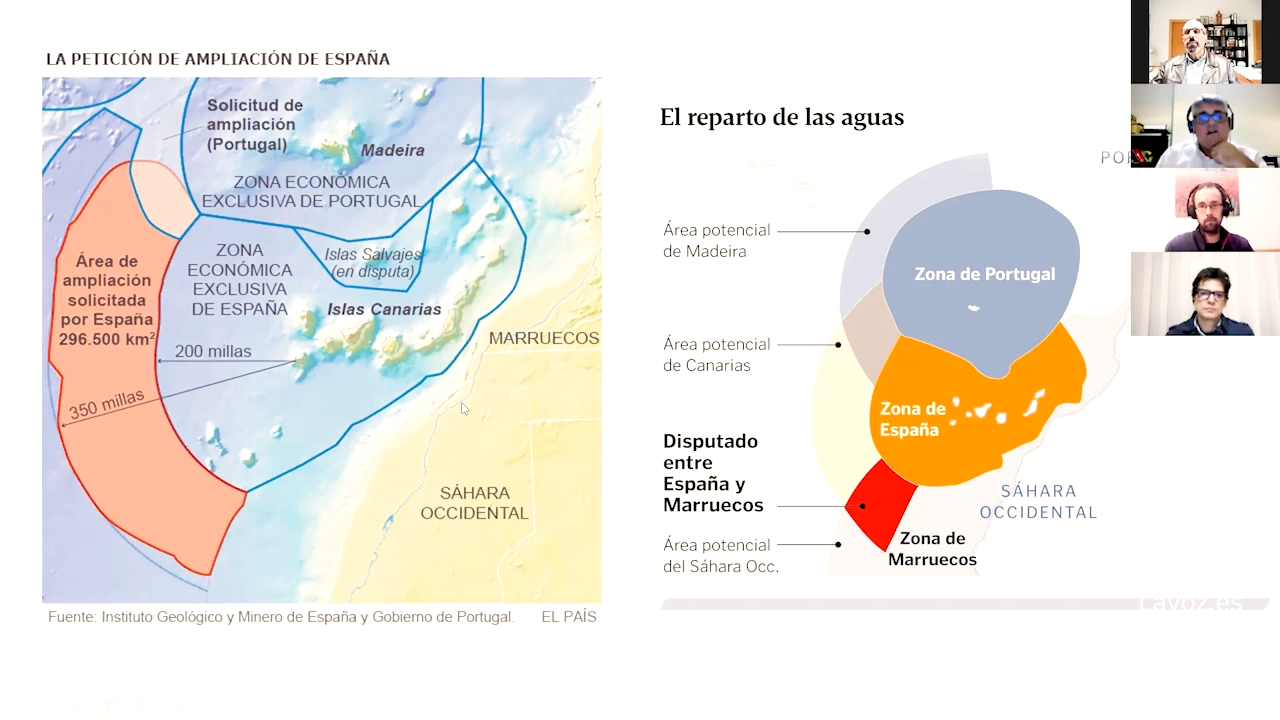 LA PETICIÓN DE AMPLIACIÓN DE ESPAÑA
Solicitud de
ampliación
(Portugal)
Madeira
ZONA ECONÓMICA
EXCLUSIVA DE PORTUGAL
ZONA
ECONÓMICA
EXCLUSIVA
DE ESPAÑA
Islas Salvajes
(en disputa)
Área de
ampliación
solicitada
por España
296.500 km²
Islas Canarias
MARRUECOS
200 millas
350 millas
SÁHARA
OCCIDENTAL
Fuente: Instituto Geológico y Minero de España y Gobierno de Portugal.
EL PAÍS
El reparto de las aguas
Área potencial
de Madeira
Zona de Portugal
Área potencial
de Canarias
Zona de
España
Disputado
entre
España y
Marruecos
SÁHARA
OCCIDENTAL
Zona de
Marruecos
Área potencial
del Sáhara Occ.
Lavoz.es